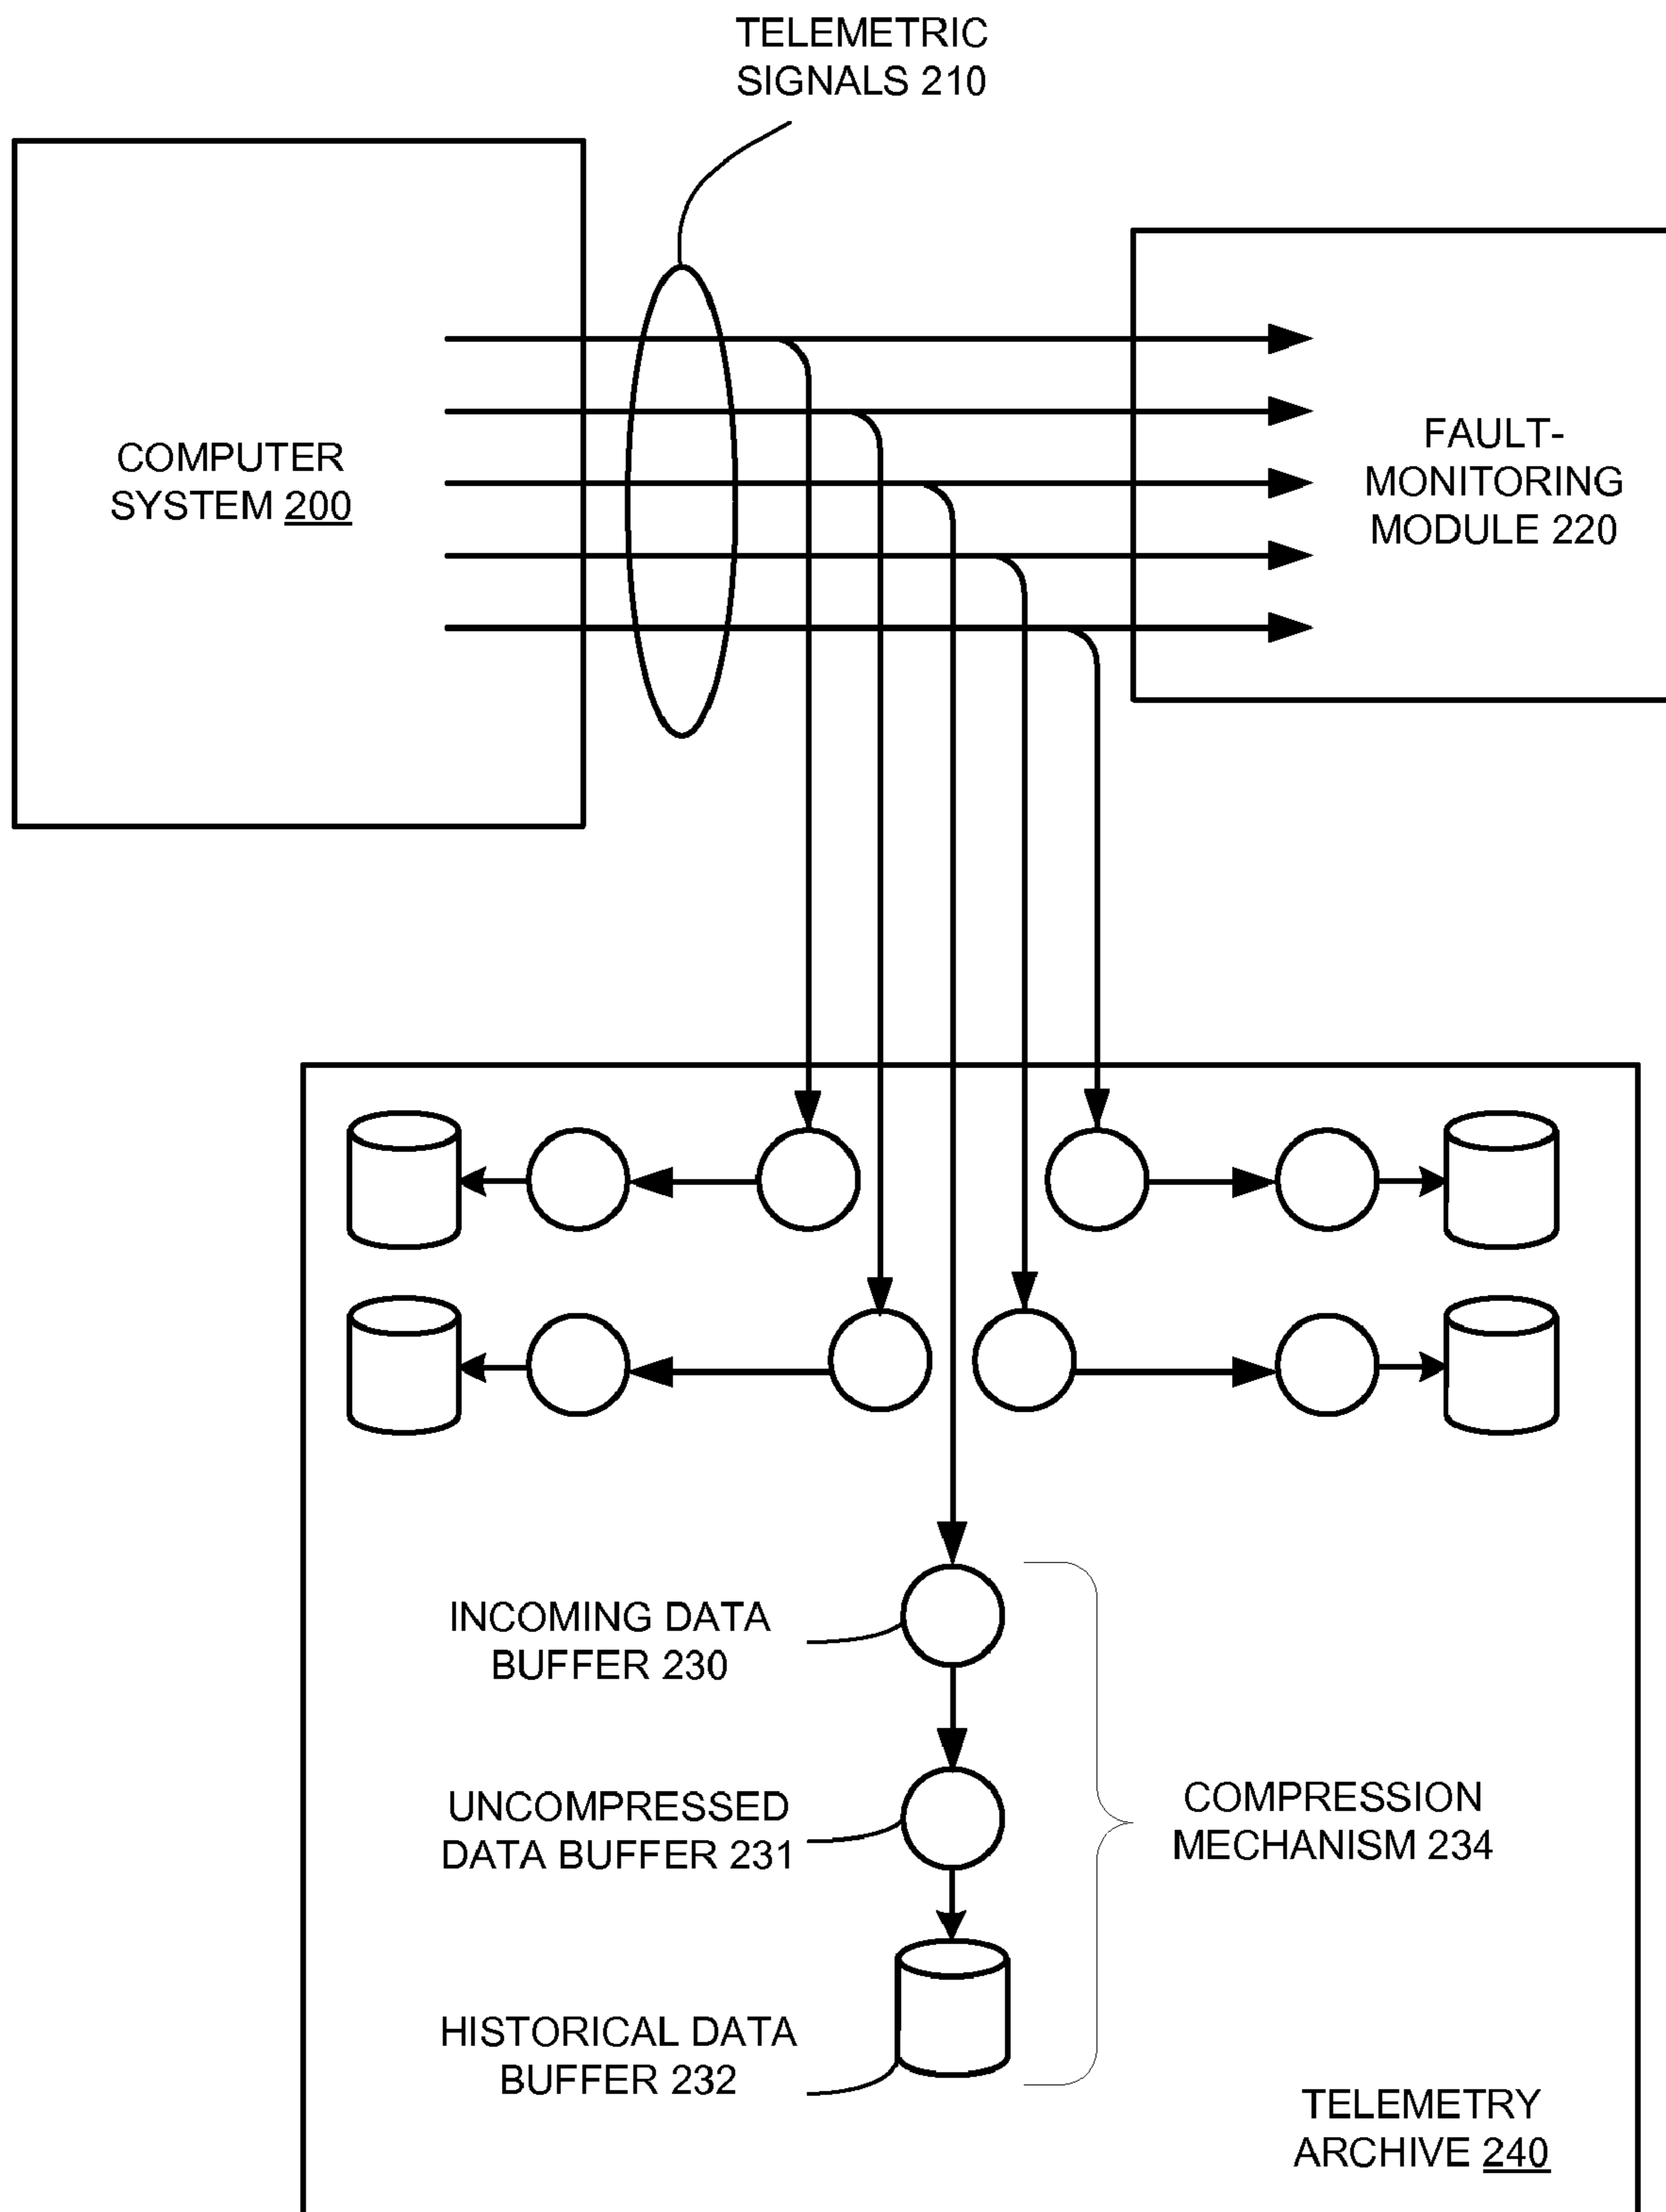 TELEMETRIC
SIGNALS 210
COMPUTER
SYSTEM 200
FAULT-
MONITORING
MODULE 220
INCOMING DATA
BUFFER 230
UNCOMPRESSED
DATA BUFFER 231
COMPRESSION
MECHANISM 234
HISTORICAL DATA
BUFFER 232
TELEMETRY
ARCHIVE 240